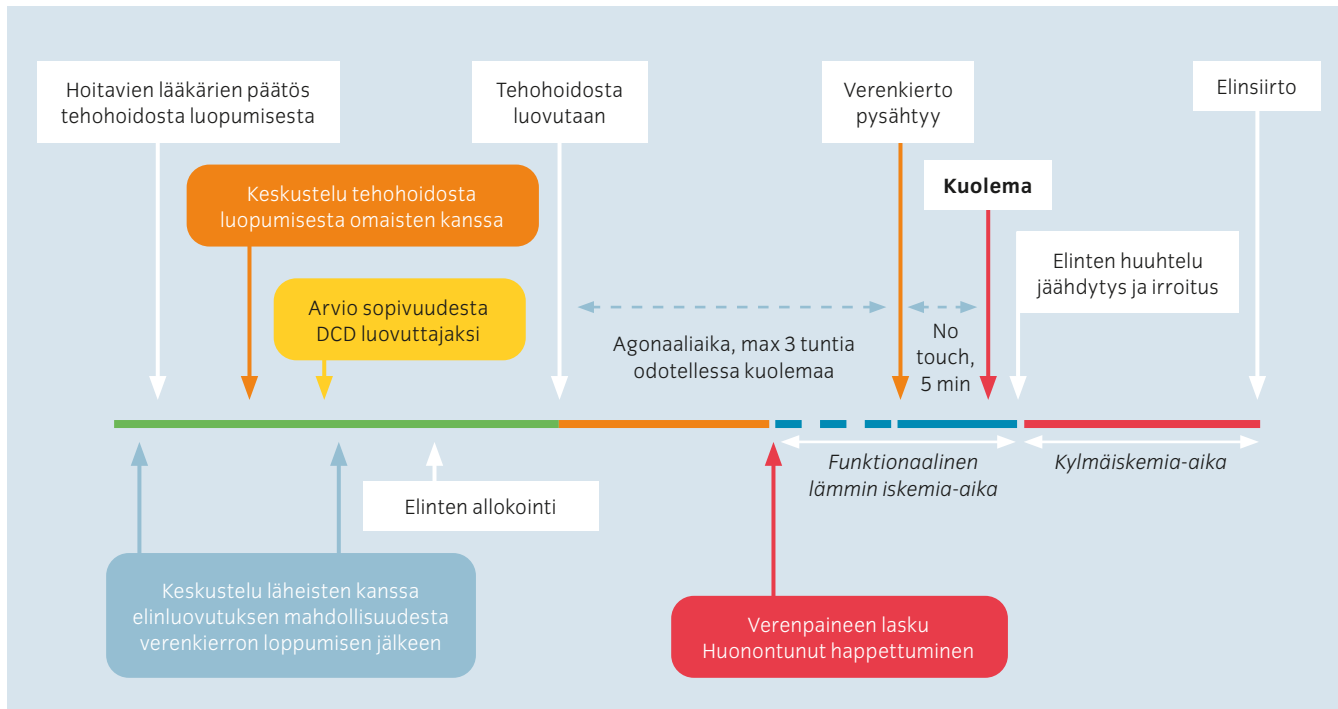 Hoitavien lääkärien päätös
tehohoidosta luopumisesta
Tehohoidosta
luovutaan
Verenkierto
pysähtyy
Elinsiirto
Keskustelu tehohoidosta
luopumisesta omaisten kanssa
Kuolema
Arvio sopivuudesta
DCD luovuttajaksi
Elinten huuhtelu
jäähdytys ja irroitus
Agonaaliaika, max 3 tuntia
odotellessa kuolemaa
No
touch,
5 min
Funktionaalinen
lämmin iskemia-aika
Kylmäiskemia-aika
Elinten allokointi
Keskustelu läheisten kanssa
elinluovutuksen mahdollisuudesta
verenkierron loppumisen jälkeen
Verenpaineen lasku
Huonontunut happettuminen